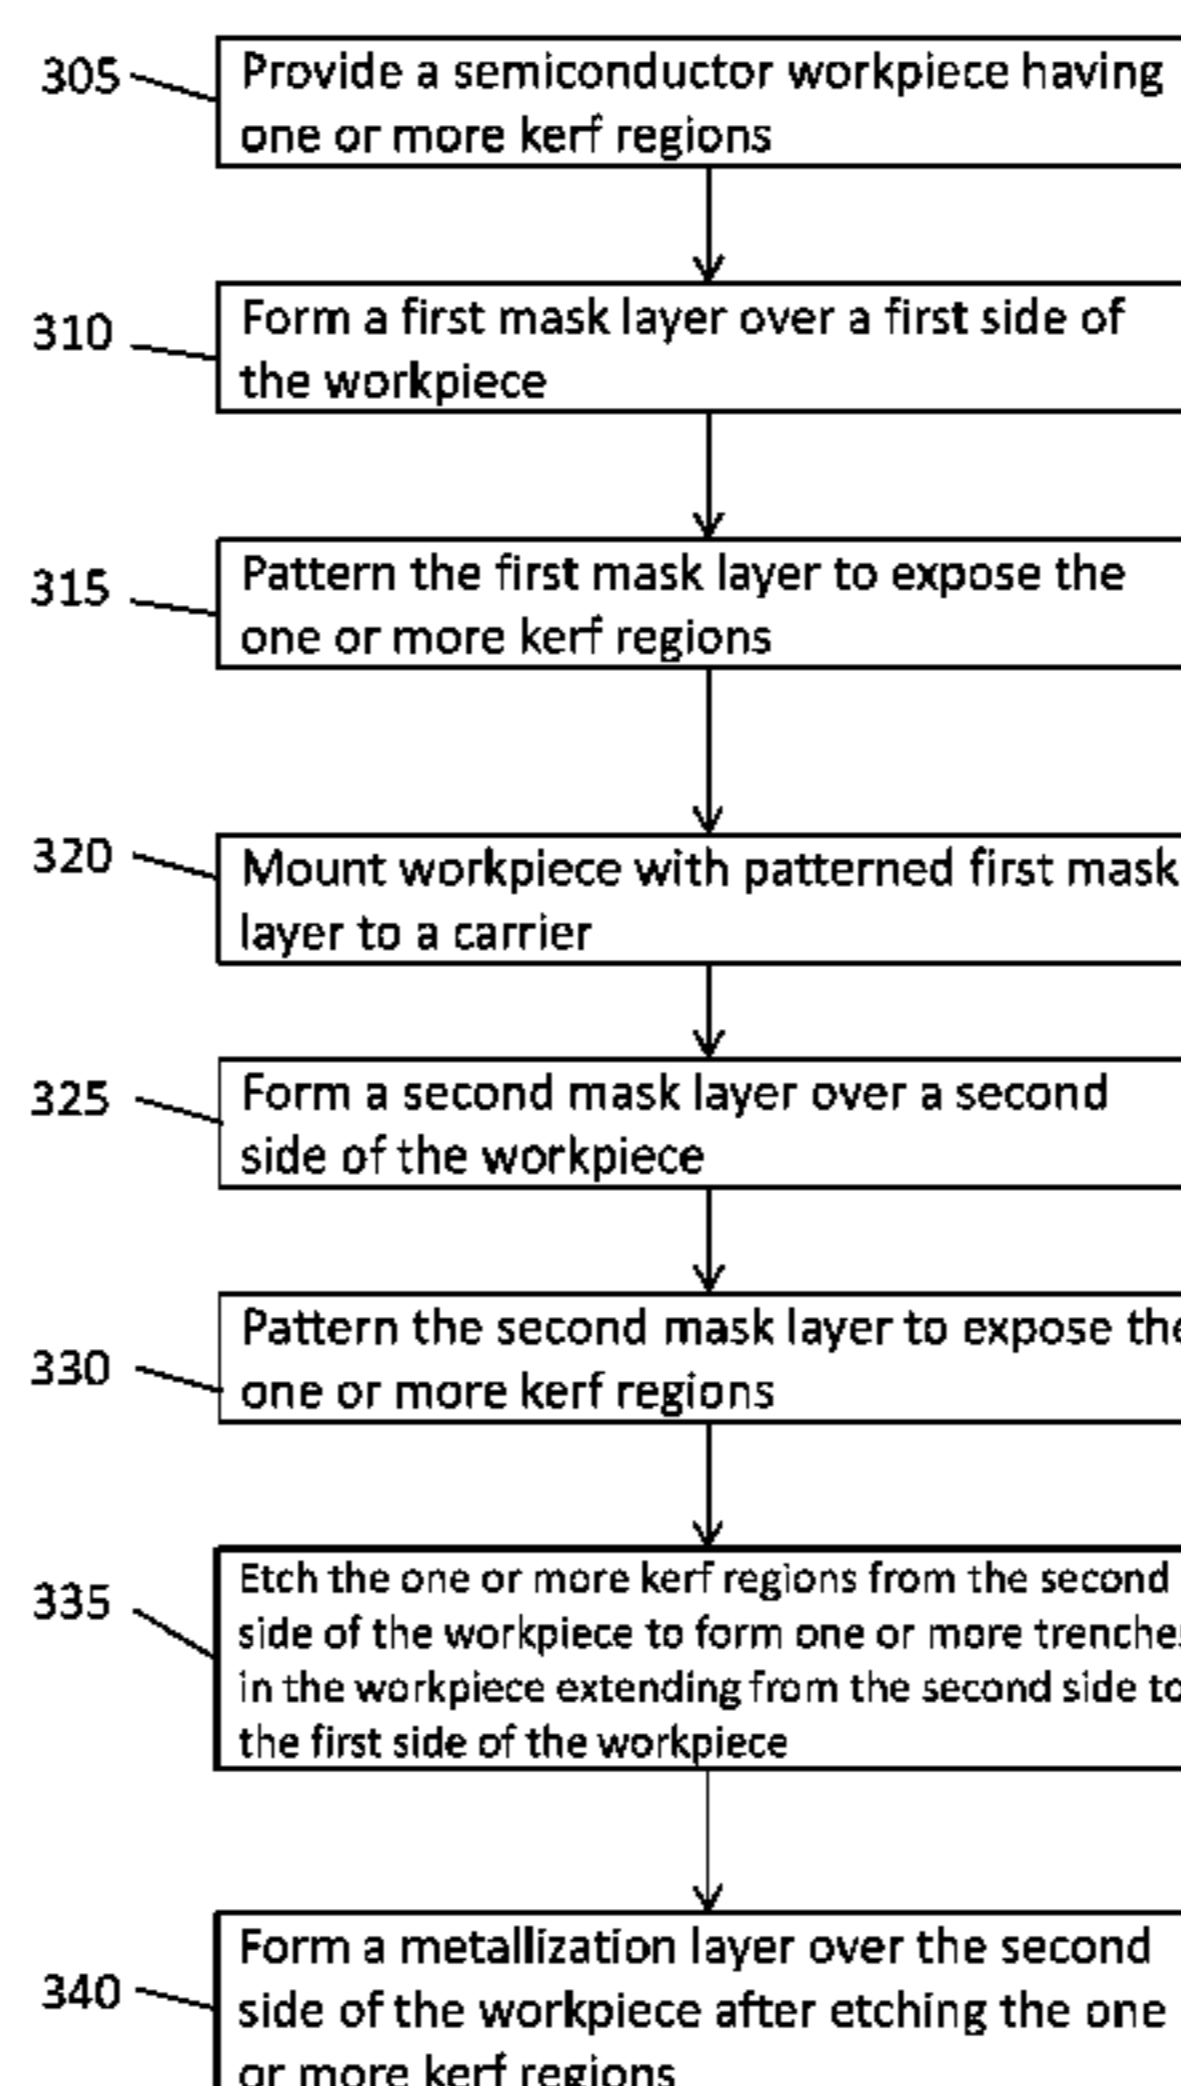 305
Provide a semiconductor workpiece having
one or more kerf regions
310
Form a first mask layer over a first side of
the workpiece
315
Pattern the first mask layer to expose the
one or more kerf regions
320
Mount workpiece with patterned first mask
layer to a carrier
325
Form a second mask layer over a second
side of the workpiece
330
Pattern the second mask layer to expose the
one or more kerf regions
335
Etch the one or more kerf regions from the second
side of the workpiece to form one or more trenches
in the workpiece extending from the second side to
the first side of the workpiece
340
Form a metallization layer over the second
side of the workpiece after etching the one
or more kerf regions